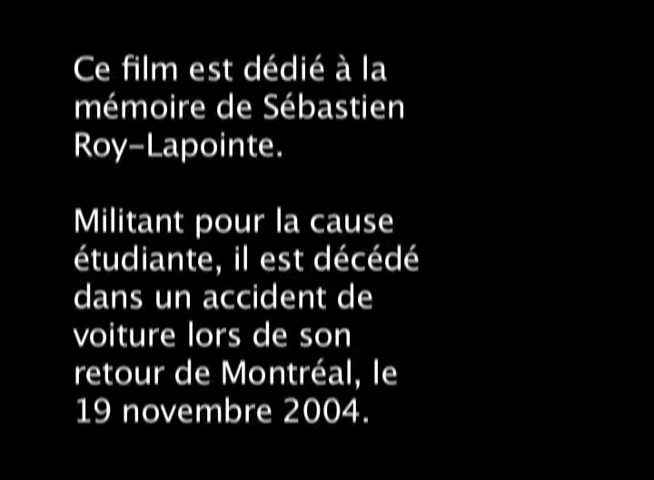 Ce film est dédié à la
mémoire de Sébastien
Roy-Lapointe.
Militant pour la cause
étudiante, il est décédé
dans un accident de
voiture lors de son
retour de Montréal, le
19 novembre 2004.